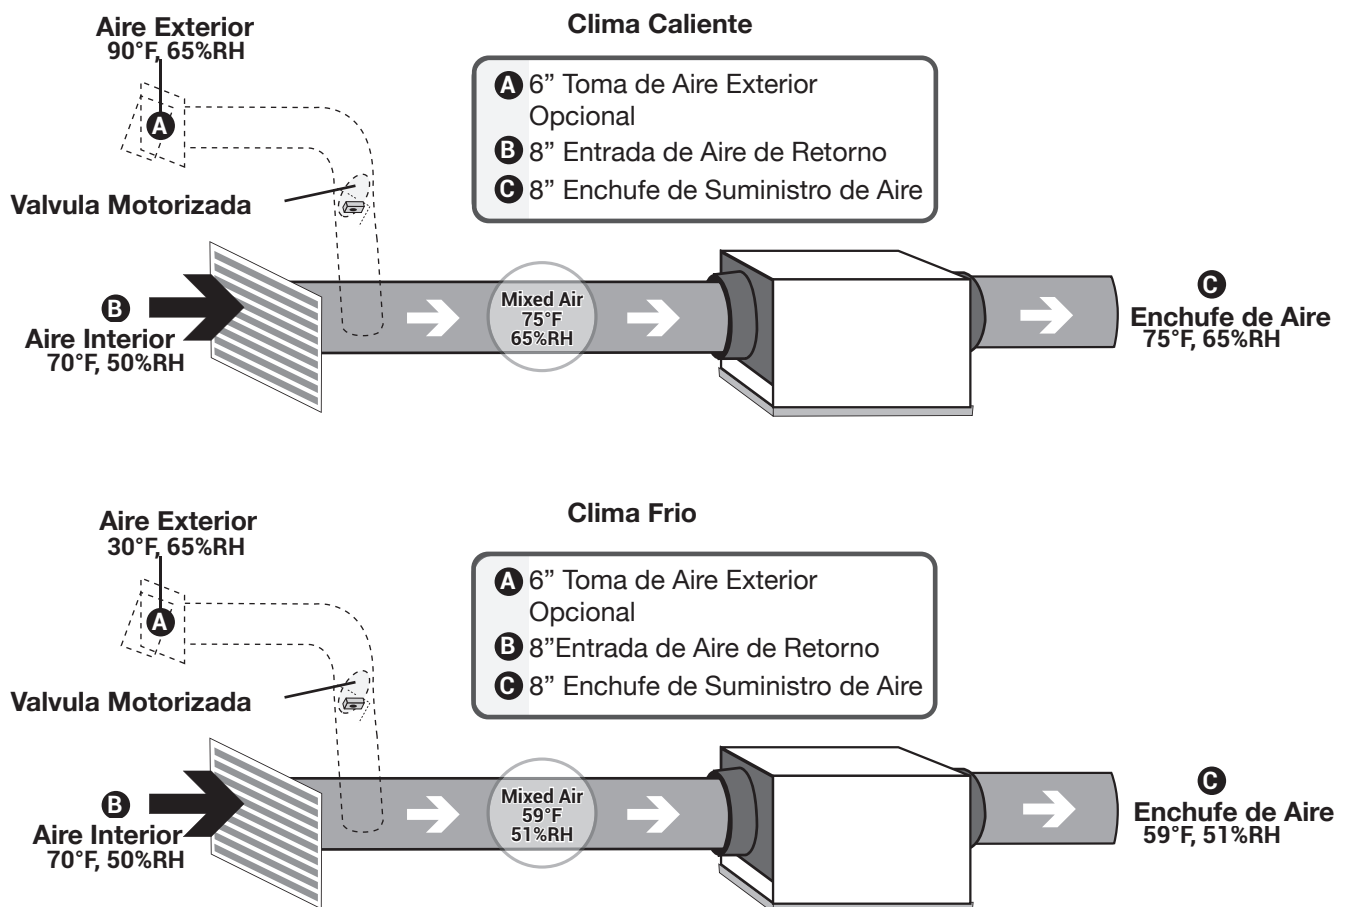 Clima Caliente
Aire Exterior
90°F, 65%RH
A
A 6” Toma de Aire Exterior
Opcional
B 8” Entrada de Aire de Retorno
C 8” Enchufe de Suministro de Aire
Valvula Motorizada
B
Aire Interior
70°F, 50%RH
Mixed Air
75°F
65%RH
C
Enchufe de Aire
75°F, 65%RH
Clima Frio
Aire Exterior
30°F, 65%RH
A
A 6” Toma de Aire Exterior
Opcional
B 8”Entrada de Aire de Retorno
C 8” Enchufe de Suministro de Aire
Valvula Motorizada
B
Aire Interior
70°F, 50%RH
Mixed Air
59°F
51%RH
C
Enchufe de Aire
59°F, 51%RH